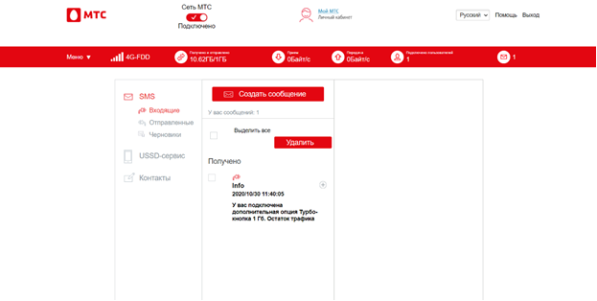 МТС
Сеть МТС
Подключено
Мой МТС
Личный кабинет
Русский
Помощь
Выход
Меню
4G-FDD
Получено и отправлено
10.62ГБ/1ГБ
Прием
0Байт/с
Передача
0Байт/с
Подключено пользователей
1
1
SMS
Входящие
Отправленные
Черновики
USSD-сервис
Контакты
Создать сообщение
У вас сообщений: 1
Выделить все
Удалить
Получено
Info
2020/10/30 11:40:05
У вас подключена
дополнительная опция Турбо-
кнопка 1 Гб. Остаток трафика